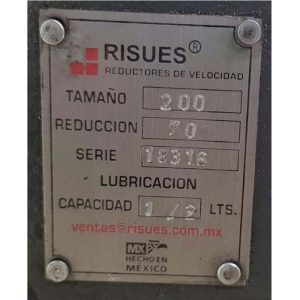 RISUES®
REDUCTORES DE VELOCIDAD
TAMAÑO 200
REDUCCION 70
SERIE 18316
LUBRICACION
CAPACIDAD 1/2 LTS.
ventas@risues.com.mx
MX
HECHO EN
MÉXICO